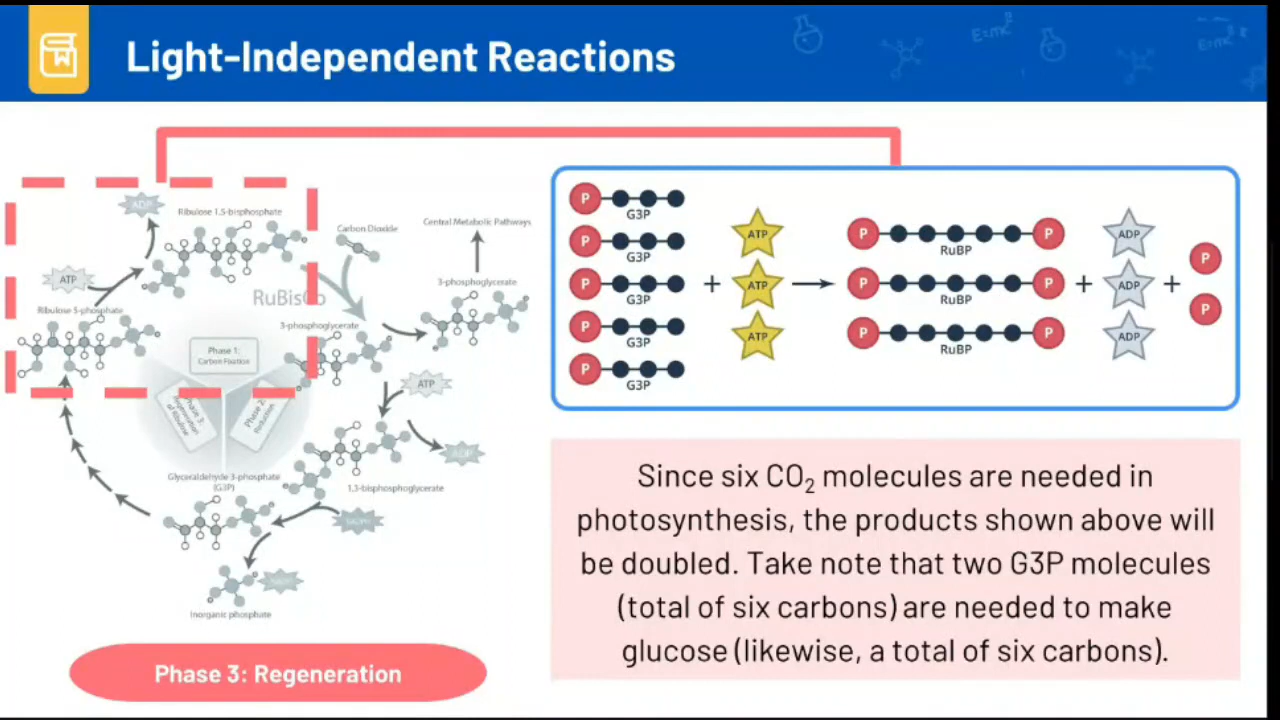 Light-Independent Reactions
E=mc²
ADP
Ribulose 1,5-bisphosphate
Carbon Dioxide
Central Metabolic Pathways
ATP
RuBisCo
3-phosphoglycerate
Ribulose 5-phosphate
3-phosphoglycerate
Phase 1:
Carbon Fixation
ATP
Phase 3:
Regeneration
of Ribulose
Phase 2:
Reduction
ADP
Glyceraldehyde-3-phosphate
(G3P)
1,3-bisphosphoglycerate
Inorganic phosphate
Phase 3: Regeneration
P G3P
P G3P
P G3P
P G3P
P G3P
+
ATP
ATP
ATP
P RuBP P
P RuBP P
P RuBP P
+
ADP
ADP
ADP
+
P
P
Since six CO₂ molecules are needed in
photosynthesis, the products shown above will
be doubled. Take note that two G3P molecules
(total of six carbons) are needed to make
glucose (likewise, a total of six carbons).